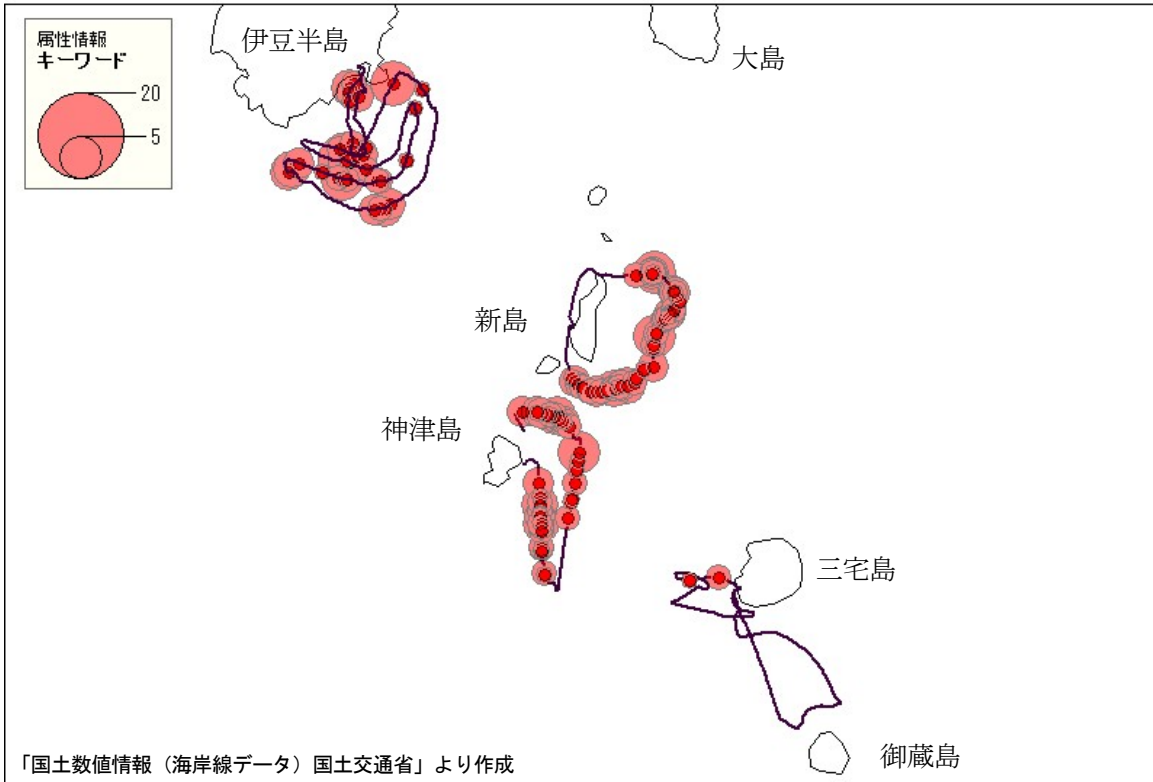 属性情報
キーワード
20
5
伊豆半島
大島
新島
神津島
三宅島
御蔵島
「国土数値情報（海岸線データ）国土交通省」より作成